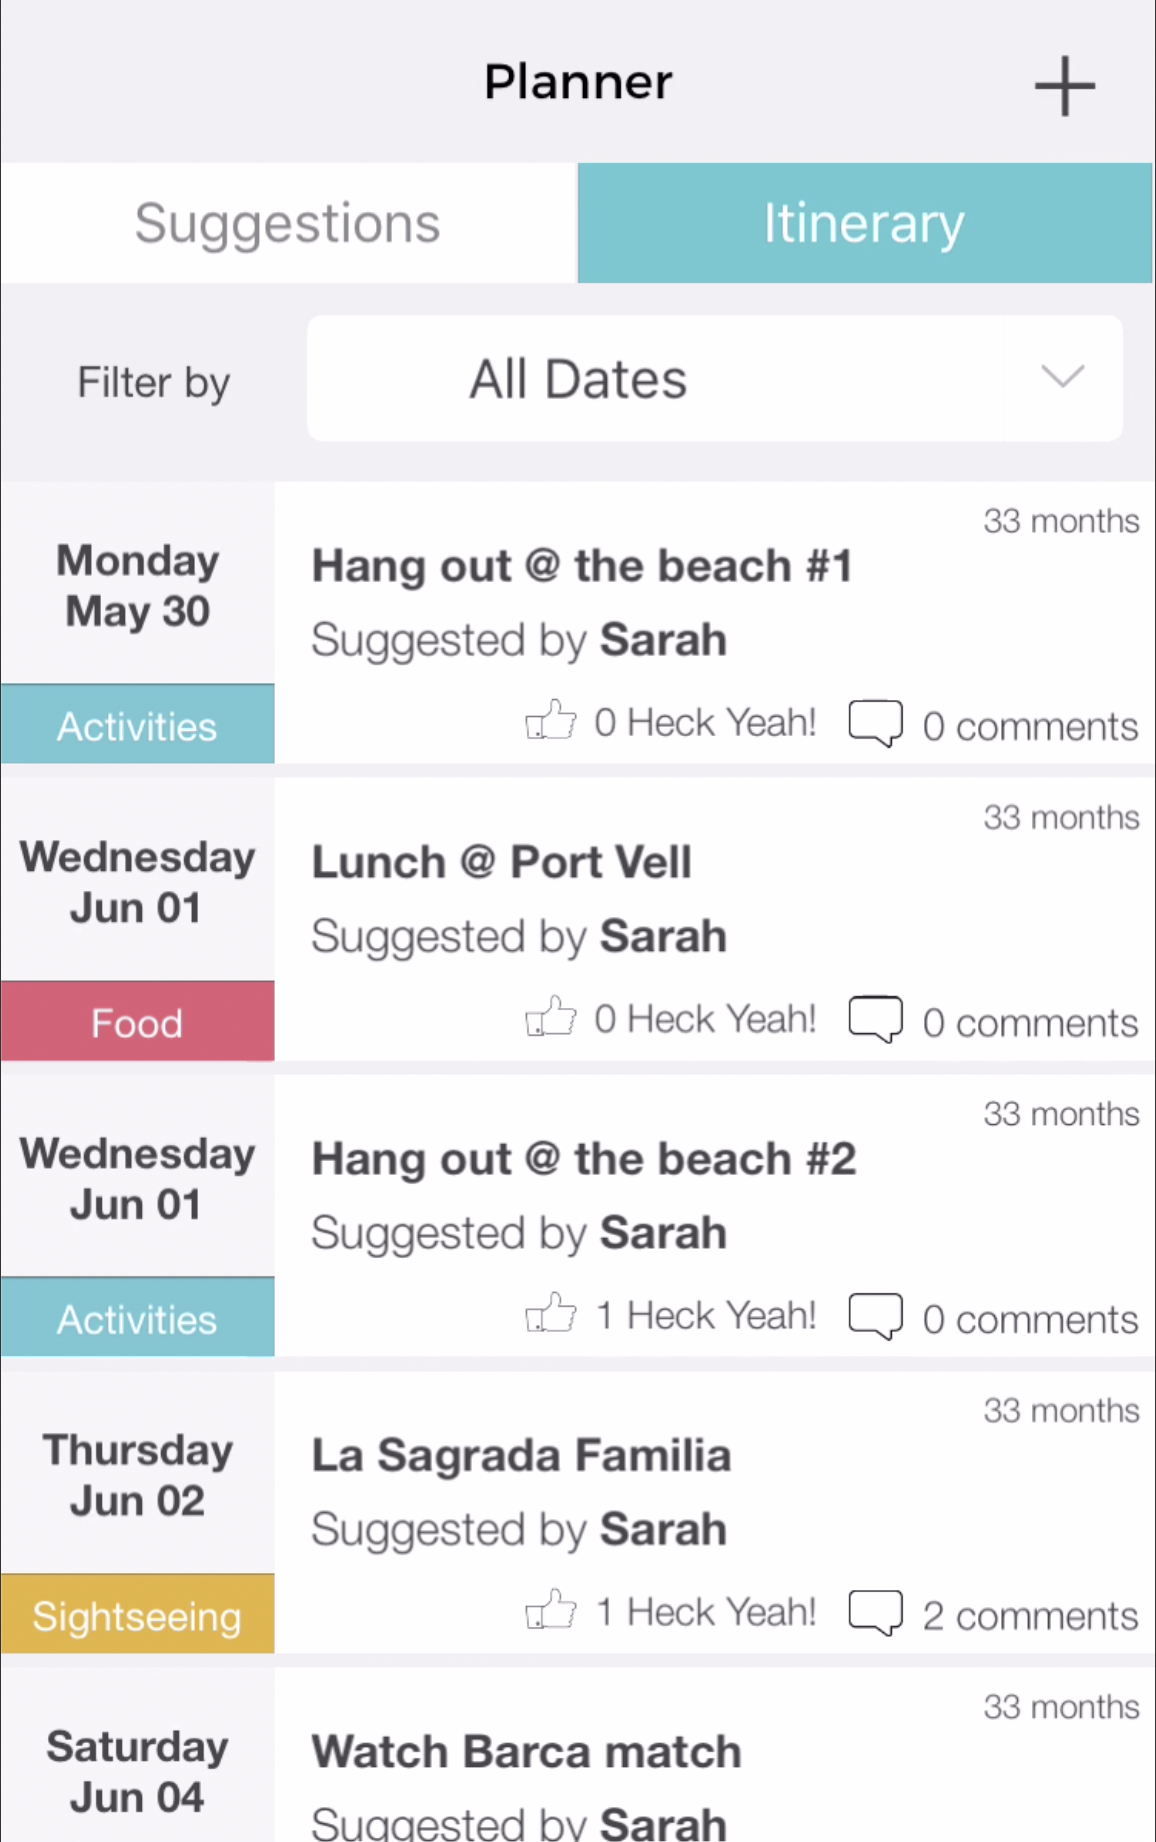 Planner
Suggestions
Itinerary
Filter by
All Dates
33 months
Monday
May 30
Hang out @ the beach #1
Suggested by Sarah
Activities
0 Heck Yeah!
0 comments
33 months
Wednesday
Jun 01
Lunch @ Port Vell
Suggested by Sarah
Food
0 Heck Yeah!
0 comments
33 months
Wednesday
Jun 01
Hang out @ the beach #2
Suggested by Sarah
Activities
1 Heck Yeah!
0 comments
33 months
Thursday
Jun 02
La Sagrada Familia
Suggested by Sarah
Sightseeing
1 Heck Yeah!
2 comments
33 months
Saturday
Jun 04
Watch Barca match
Suggested by Sarah